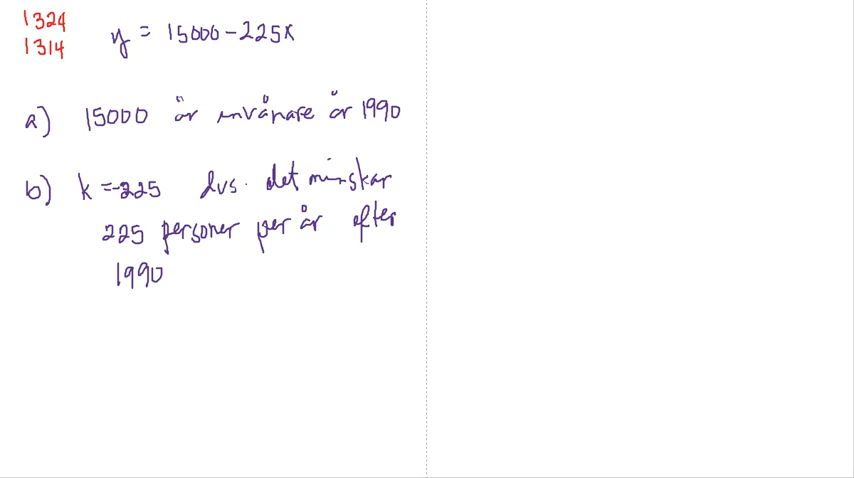 1324
1314
y = 15000 - 225x
a) 15000 är invånare år 1990
b) k = -225 dvs. det minskar
225 personer per år efter
1990